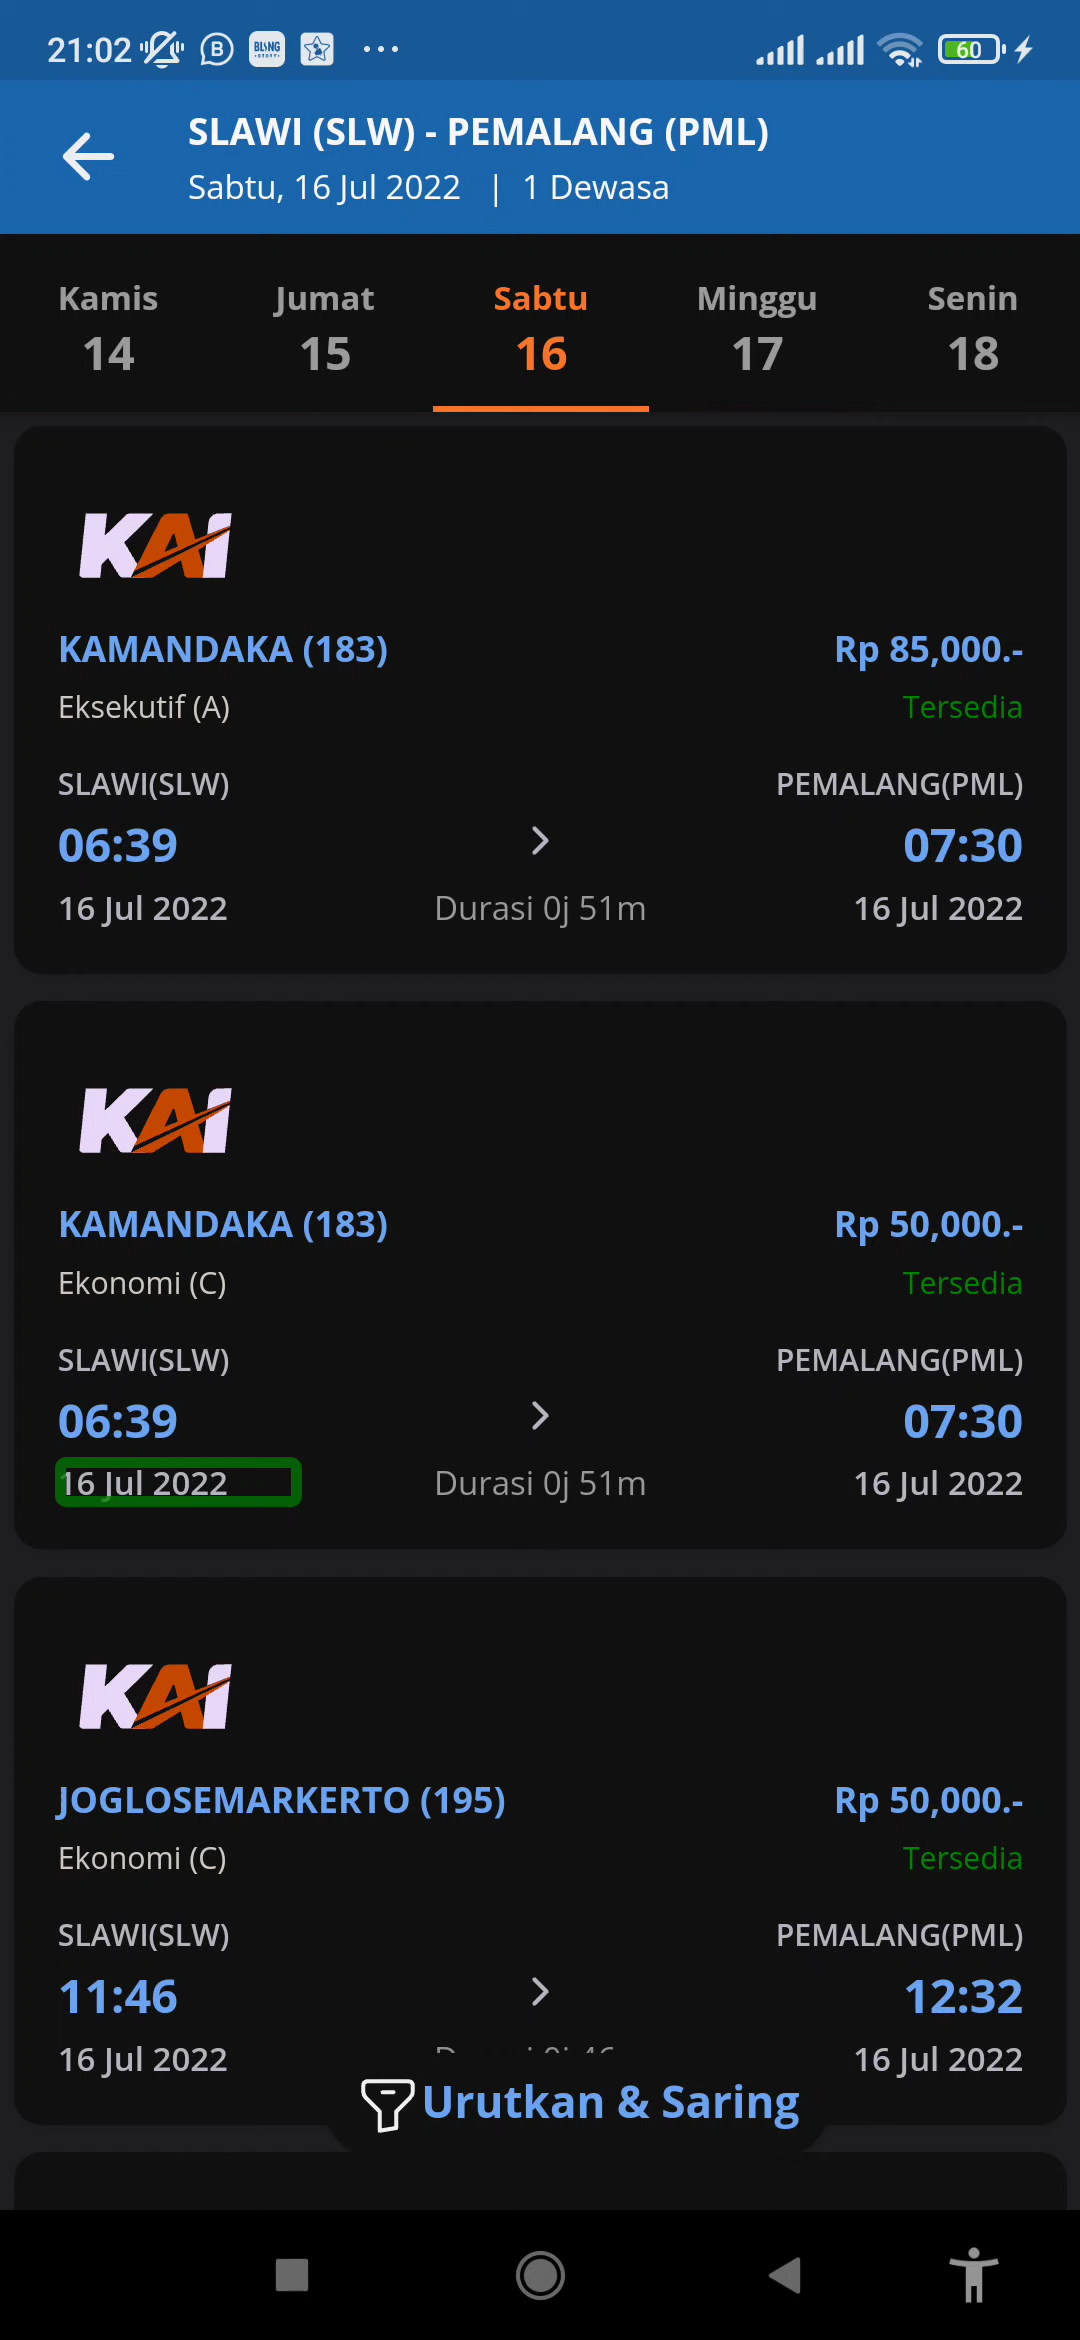 21:02
60
SLAWI (SLW) - PEMALANG (PML)
Sabtu, 16 Jul 2022 | 1 Dewasa
Kamis Jumat Sabtu Minggu Senin
14 15 16 17 18
KAI
KAMANDAKA (183) Rp 85,000.-
Eksekutif (A) Tersedia
SLAWI(SLW) PEMALANG(PML)
06:39 07:30
16 Jul 2022 Durasi 0j 51m 16 Jul 2022
KAI
KAMANDAKA (183) Rp 50,000.-
Ekonomi (C) Tersedia
SLAWI(SLW) PEMALANG(PML)
06:39 07:30
16 Jul 2022 Durasi 0j 51m 16 Jul 2022
KAI
JOGLOSEMARKERTO (195) Rp 50,000.-
Ekonomi (C) Tersedia
SLAWI(SLW) PEMALANG(PML)
11:46 12:32
16 Jul 2022 16 Jul 2022
Urutkan & Saring